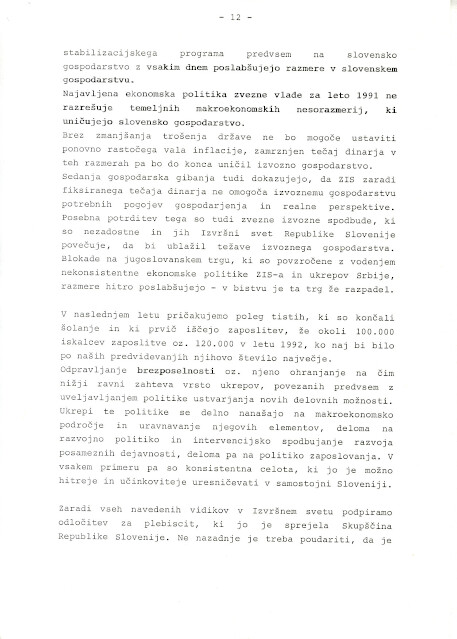 - 12 -
stabilizacijskega programa predvsem na slovensko
gospodarstvo z vsakim dnem poslabšujejo razmere v slovenskem
gospodarstvu.
Najavljena ekonomska politika zvezne vlade za leto 1991 ne
razrešuje temeljnih makroekonomskih nesorazmerij, ki
uničujejo slovensko gospodarstvo.
Brez zmanjšanja trošenja države ne bo mogoče ustaviti
ponovno rastočega vala inflacije, zamrznjen tečaj dinarja v
teh razmerah pa bo do konca uničil izvozno gospodarstvo.
Sedanja gospodarska gibanja tudi dokazujejo, da ZIS zaradi
fiksiranega tečaja dinarja ne omogoča izvoznemu gospodarstvu
potrebnih pogojev gospodarjenja in realne perspektive.
Posebna potrditev tega so tudi zvezne izvozne spodbude, ki
so nezadostne in jih Izvršni svet Republike Slovenije
povečuje, da bi ublažil težave izvoznega gospodarstva.
Blokade na jugoslovanskem trgu, ki so povzročene z vodenjem
nekonsistentne ekonomske politike ZIS-a in ukrepov Srbije,
razmere hitro poslabšujejo - v bistvu je ta trg že razpadel.
V naslednjem letu pričakujemo poleg tistih, ki so končali
šolanje in ki prvič iščejo zaposlitev, že okoli 100.000
iskalcev zaposlitve oz. 120.000 v letu 1992, ko naj bi bilo
po naših predvidevanjih njihovo število največje.
Odpravljanje brezposelnosti oz. njeno ohranjanje na čim
nižji ravni zahteva vrsto ukrepov, povezanih predvsem z
uveljavljanjem politike ustvarjanja novih delovnih možnosti.
Ukrepi te politike se delno nanašajo na makroekonomsko
področje in uravnavanje njegovih elementov, deloma na
razvojno politiko in intervencijsko spodbujanje razvoja
posameznih dejavnosti, deloma pa na politiko zaposlovanja. V
vsakem primeru pa so konsistentna celota, ki jo je možno
hitreje in učinkoviteje uresničevati v samostojni Sloveniji.
Zaradi vseh navedenih vidikov v Izvršnem svetu podpiramo
odločitev za plebiscit, ki jo je sprejela Skupščina
Republike Slovenije. Ne nazadnje je treba poudariti, da je